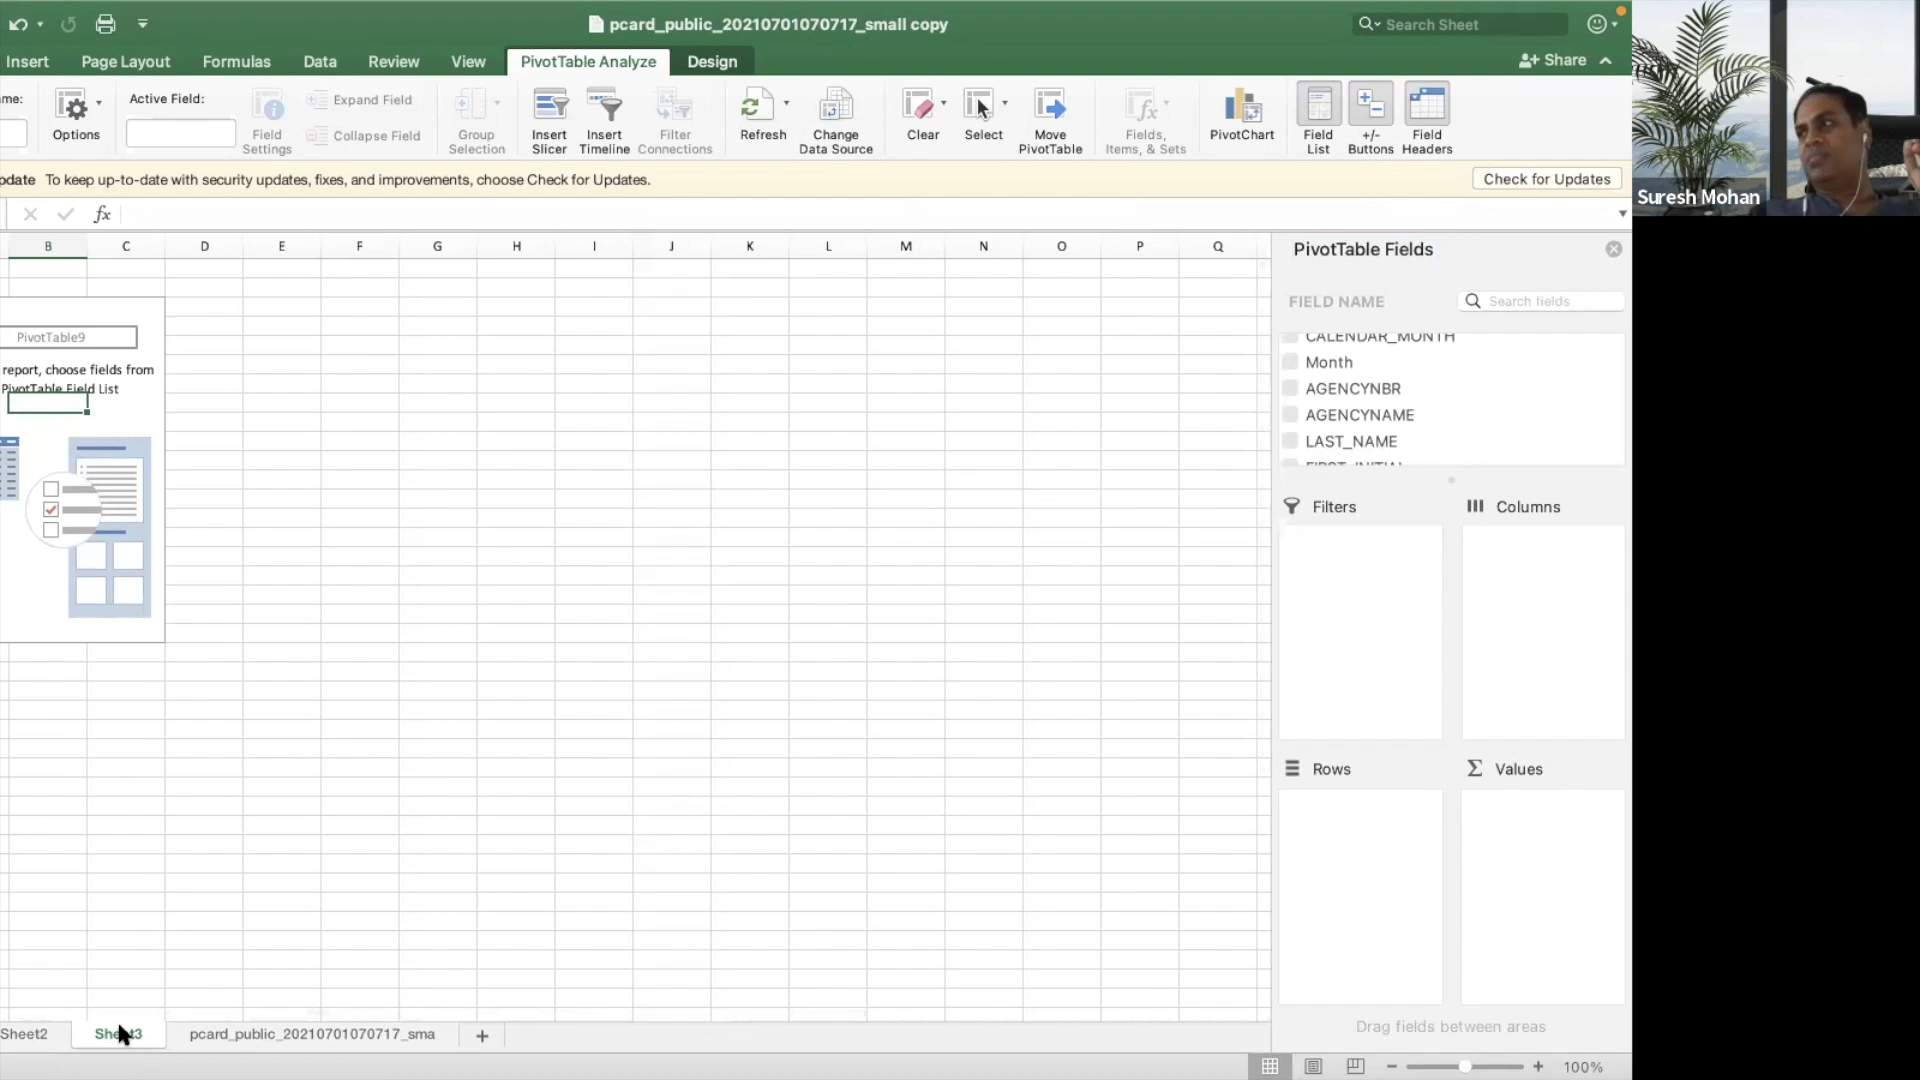 pcard_public_20210701070717_small copy
Search Sheet
Insert
Page Layout
Formulas
Data
Review
View
PivotTable Analyze
Design
Share
me:
Options
Active Field:
Field Settings
Expand Field
Collapse Field
Group Selection
Insert Slicer
Insert Timeline
Filter Connections
Refresh
Change Data Source
Clear
Select
Move PivotTable
Fields, Items, & Sets
PivotChart
Field List
+/- Buttons
Field Headers
Suresh Mohan
pdate To keep up-to-date with security updates, fixes, and improvements, choose Check for Updates.
Check for Updates
fx
B C D E F G H I J K L M N O P Q
PivotTable9
report, choose fields from
PivotTable Field List
PivotTable Fields
FIELD NAME
Search fields
CALENDAR_MONTH
Month
AGENCYNBR
AGENCYNAME
LAST_NAME
FIRST_INITIAL
Filters
Columns
Rows
Values
Drag fields between areas
Sheet2
Sheet3
pcard_public_20210701070717_sma
100%